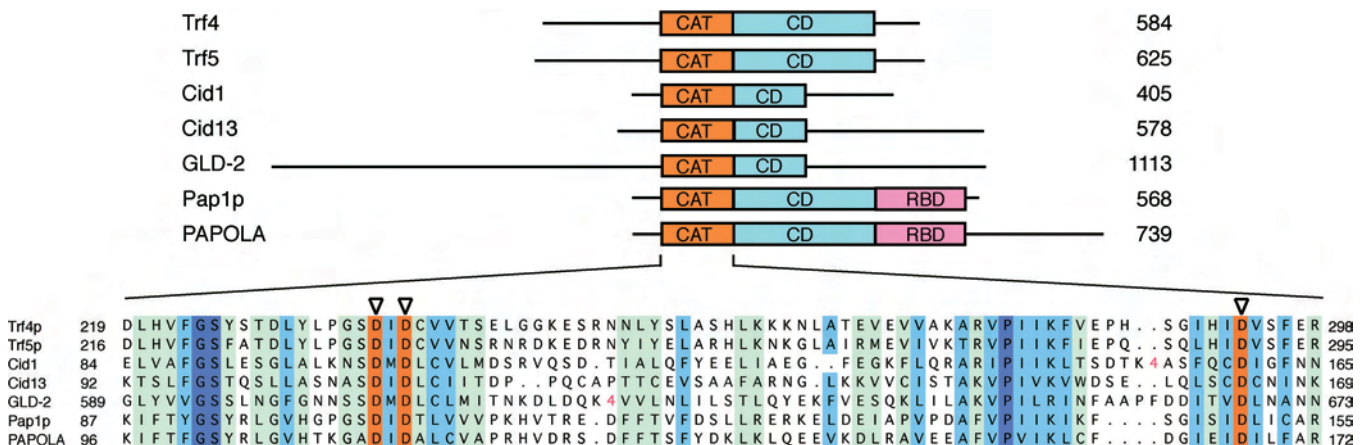 Trf4 CAT CD 584
Trf5 CAT CD 625
Cid1 CAT CD 405
Cid13 CAT CD 578
GLD-2 CAT CD 1113
Pap1p CAT CD RBD 568
PAPOLA CAT CD RBD 739
Trf4p 219 DLHVFGSYSTDLYLPGSDIDCVVTSELGGKESRNNLYSLASHLKKKNLATEVEVVAKARVPIIKFVEPH..SGIHIDVSFER 298
Trf5p 216 DLHVFGSFATDLYLPGSDIDCVVNSRNRDKEDRNYIYELARHLKNKGLAIRMEVIVKTRVPIIKFIEPQ..SQLHIDVSFER 295
Cid1 84 ELVAFGSLESGLALKNSDMDLCVLMDSRVQSD.TIALQFYEELIAEG..FEGKFLQRARIPIIKLTSDTK4ASFQCDIGFNN 165
Cid13 92 KTSLFGSTQSLLASNASDIDLCIITDP..PQCAPTTCEVSAAFARNG.LKKVVCISTAKVPIVKVWDSE..LQLSCDCNINK 169
GLD-2 589 GLYVVGSSLNGFGNNSSDMDLCLMITNKDLDQK4VVLNLILSTLQYEKFVESQKLILAKVPILRINFAAPFDDITVDLNANN 673
Pap1p 87 KIFTYGSYRLGVHGPGSDIDTLVVVPKHVTRE.DFFTVFDSLLRERKELDEIAPVPDAFVPIIKIKF....SGISIDLICAR 155
PAPOLA 96 KIFTFGSYRLGVHTKGADIDALCVAPRHVDRS.DFFTSFYDKLKLQEEVKDLRAVEEAFVPVIKLCF....DGIEIDILFAR 172